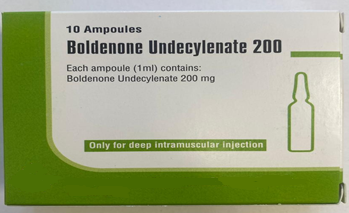 10 Ampoules
Boldenone Undecylenate 200
Each ampoule (1ml) contains:
Boldenone Undecylenate 200 mg
Only for deep intramuscular injection